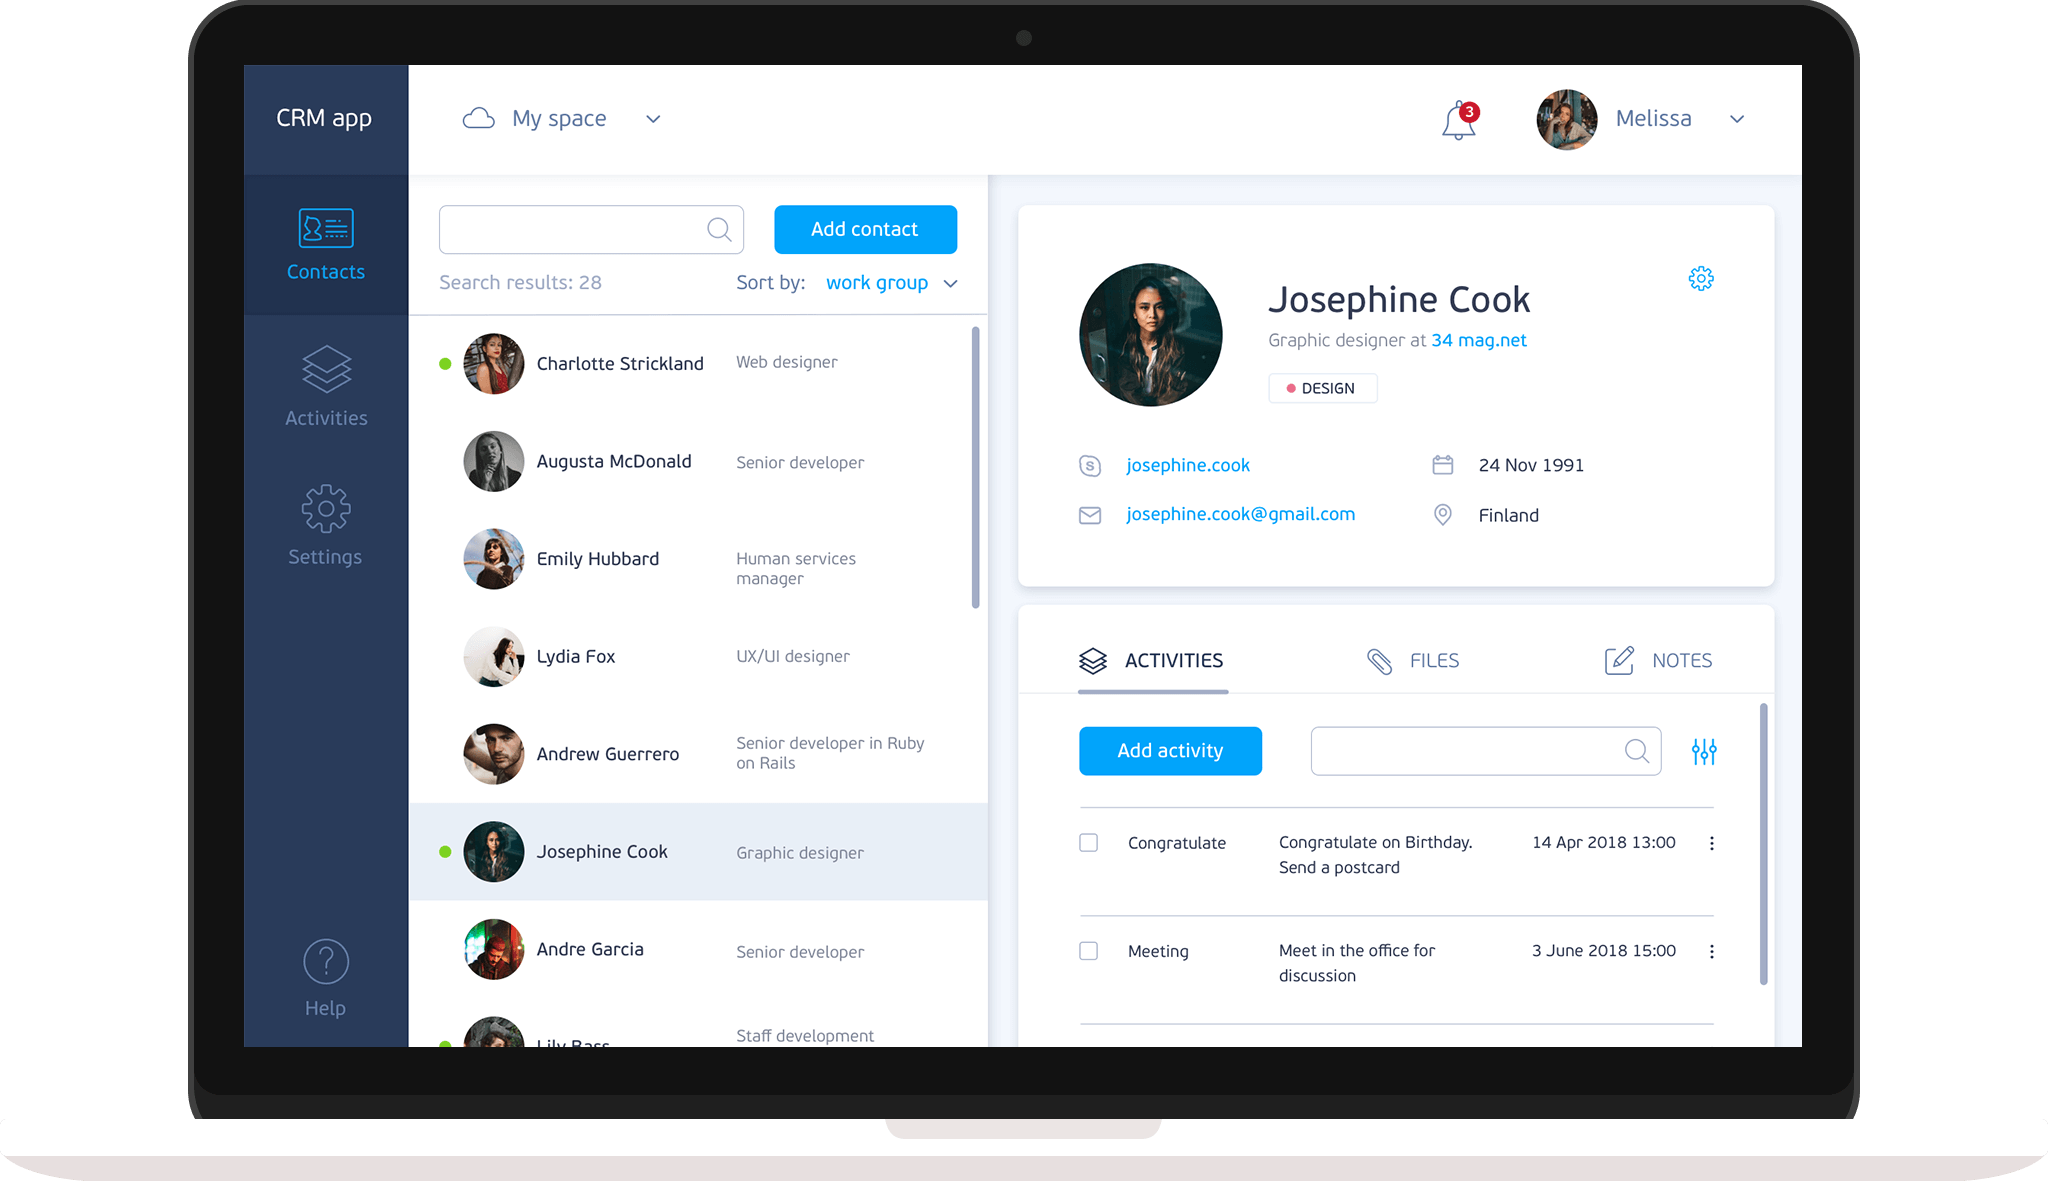 CRM app
My space
3
Melissa
Contacts
Activities
Settings
Help
Add contact
Search results: 28
Sort by: work group
Charlotte Strickland
Web designer
Augusta McDonald
Senior developer
Emily Hubbard
Human services
manager
Lydia Fox
UX/UI designer
Andrew Guerrero
Senior developer in Ruby
on Rails
Josephine Cook
Graphic designer
Andre Garcia
Senior developer
Lily Bass
Staff development
Josephine Cook
Graphic designer at 34 mag.net
DESIGN
josephine.cook
24 Nov 1991
josephine.cook@gmail.com
Finland
ACTIVITIES
FILES
NOTES
Add activity
Congratulate
Congratulate on Birthday.
Send a postcard
14 Apr 2018 13:00
Meeting
Meet in the office for
discussion
3 June 2018 15:00